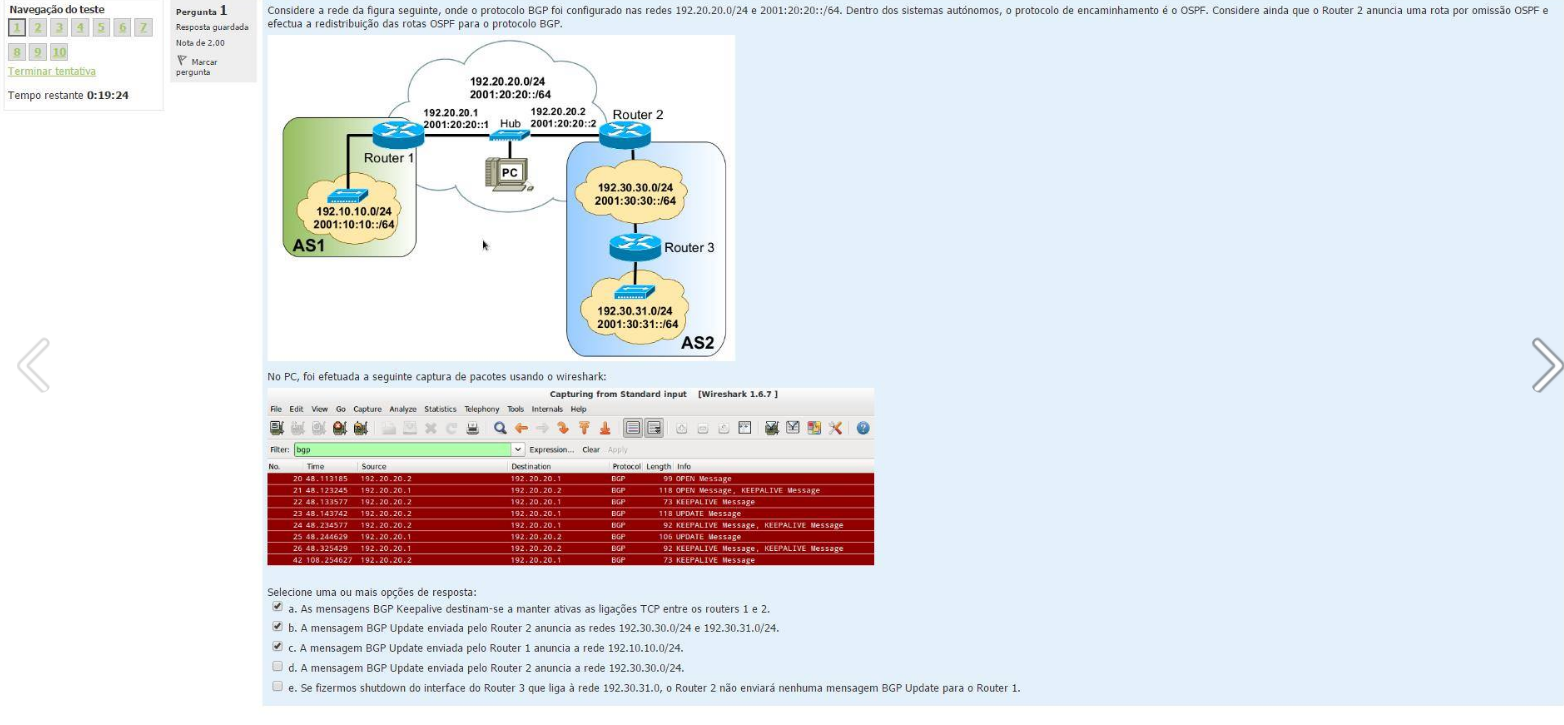 Navegação do teste
1 2 3 4 5 6 7
8 9 10
Terminar tentativa
Tempo restante 0:19:24
Pergunta 1
Resposta guardada
Nota de 2,00
Marcar
pergunta
Considere a rede da figura seguinte, onde o protocolo BGP foi configurado nas redes 192.20.20.0/24 e 2001:20:20::/64. Dentro dos sistemas autónomos, o protocolo de encaminhamento é o OSPF. Considere ainda que o Router 2 anuncia uma rota por omissão OSPF e
efectua a redistribuição das rotas OSPF para o protocolo BGP.
192.20.20.0/24
2001:20:20::/64
192.20.20.1
2001:20:20::1
Hub
192.20.20.2
2001:20:20::2
Router 2
Router 1
PC
192.10.10.0/24
2001:10:10::/64
AS1
192.30.30.0/24
2001:30:30::/64
Router 3
192.30.31.0/24
2001:30:31::/64
AS2
No PC, foi efetuada a seguinte captura de pacotes usando o wireshark:
Capturing from Standard input [Wireshark 1.6.7 ]
File Edit View Go Capture Analyze Statistics Telephony Tools Internals Help
Filter: bgp Expression... Clear Apply
No. Time Source Destination Protocol Length Info
20 48.113185 192.20.20.2 192.20.20.1 BGP 99 OPEN Message
21 48.123245 192.20.20.1 192.20.20.2 BGP 118 OPEN Message, KEEPALIVE Message
22 48.133577 192.20.20.2 192.20.20.1 BGP 73 KEEPALIVE Message
23 48.143742 192.20.20.2 192.20.20.1 BGP 118 UPDATE Message
24 48.234577 192.20.20.2 192.20.20.1 BGP 92 KEEPALIVE Message, KEEPALIVE Message
25 48.244629 192.20.20.1 192.20.20.2 BGP 106 UPDATE Message
26 48.325429 192.20.20.1 192.20.20.2 BGP 92 KEEPALIVE Message, KEEPALIVE Message
42 108.254627 192.20.20.2 192.20.20.1 BGP 73 KEEPALIVE Message
Selecione uma ou mais opções de resposta:
a. As mensagens BGP Keepalive destinam-se a manter ativas as ligações TCP entre os routers 1 e 2.
b. A mensagem BGP Update enviada pelo Router 2 anuncia as redes 192.30.30.0/24 e 192.30.31.0/24.
c. A mensagem BGP Update enviada pelo Router 1 anuncia a rede 192.10.10.0/24.
d. A mensagem BGP Update enviada pelo Router 2 anuncia a rede 192.30.30.0/24.
e. Se fizermos shutdown do interface do Router 3 que liga à rede 192.30.31.0, o Router 2 não enviará nenhuma mensagem BGP Update para o Router 1.